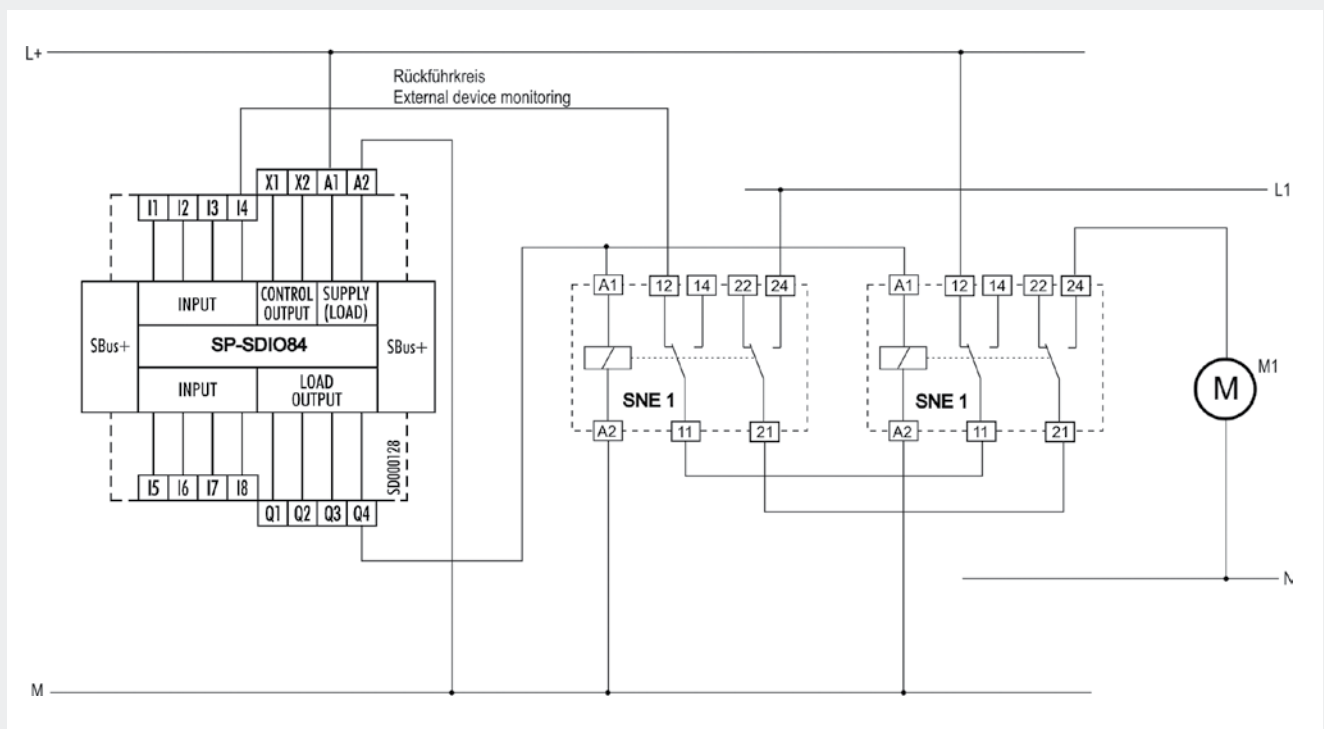 L+
Rückführkreis
External device monitoring
X1 X2 A1 A2
I1 I2 I3 I4
L1
A1 12 14 22 24
A1 12 14 22 24
INPUT
CONTROL OUTPUT
SUPPLY (LOAD)
SBus+
SP-SDIO84
SBus+
INPUT
LOAD OUTPUT
SNE 1
SNE 1
M
M1
A2 11 21
A2 11 21
SD000128
I5 I6 I7 I8
Q1 Q2 Q3 Q4
N
M